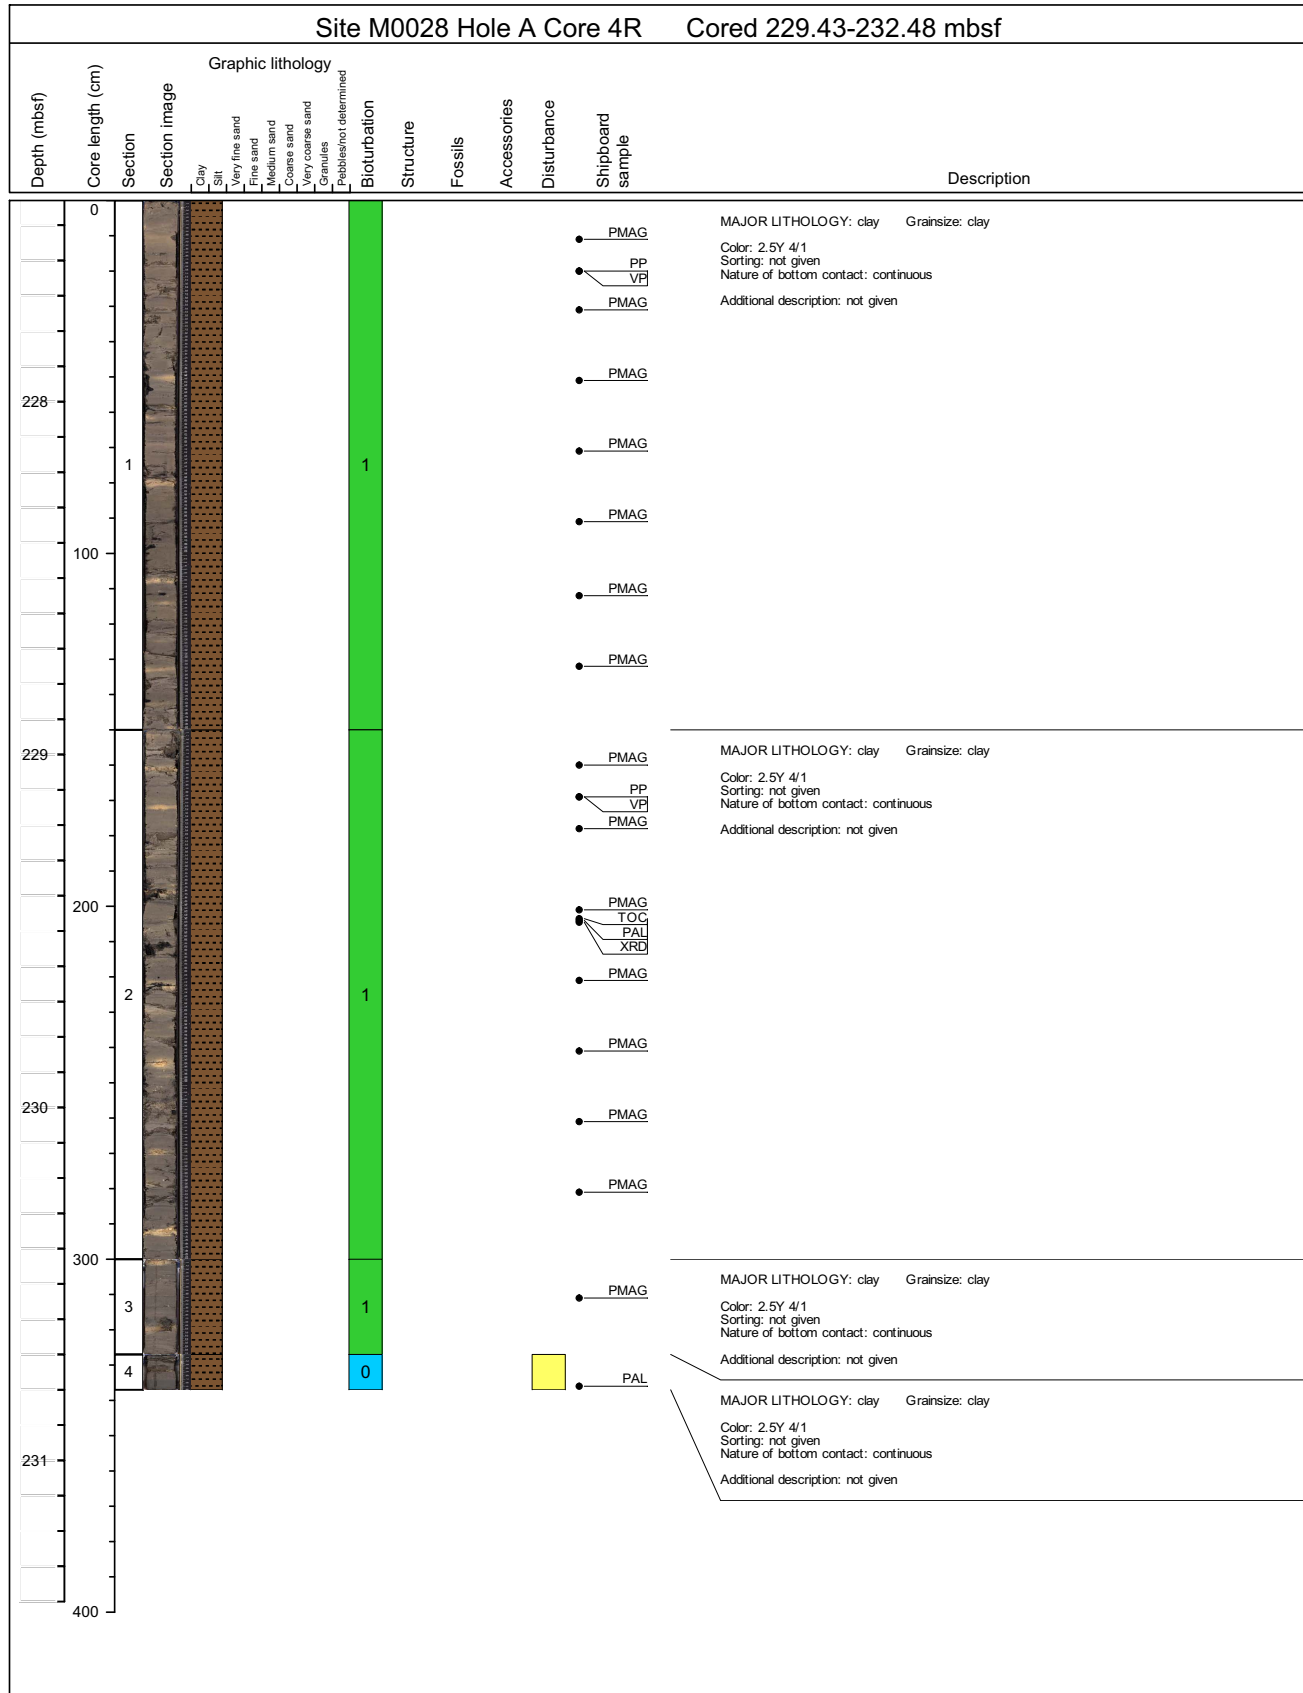 Site M0028 Hole A Core 4R Cored 229.43-232.48 mbsf
Depth (mbsf)
Core length (cm)
Section
Section image
Graphic lithology
Clay
Silt
Very fine sand
Fine sand
Medium sand
Coarse sand
Very coarse sand
Granules
Pebbles/not determined
Bioturbation
Structure
Fossils
Accessories
Disturbance
Shipboard
sample
Description
0
PMAG
MAJOR LITHOLOGY: clay Grainsize: clay
Color: 2.5Y 4/1
Sorting: not given
Nature of bottom contact: continuous
Additional description: not given
PP
VP
PMAG
PMAG
228
PMAG
1
1
PMAG
100
PMAG
PMAG
229
PMAG
MAJOR LITHOLOGY: clay Grainsize: clay
Color: 2.5Y 4/1
Sorting: not given
Nature of bottom contact: continuous
Additional description: not given
PP
VP
PMAG
200
PMAG
TOC
PAL
XRD
PMAG
2
1
PMAG
230
PMAG
PMAG
300
MAJOR LITHOLOGY: clay Grainsize: clay
Color: 2.5Y 4/1
Sorting: not given
Nature of bottom contact: continuous
Additional description: not given
PMAG
3
1
4
0
PAL
MAJOR LITHOLOGY: clay Grainsize: clay
Color: 2.5Y 4/1
Sorting: not given
Nature of bottom contact: continuous
Additional description: not given
231
400